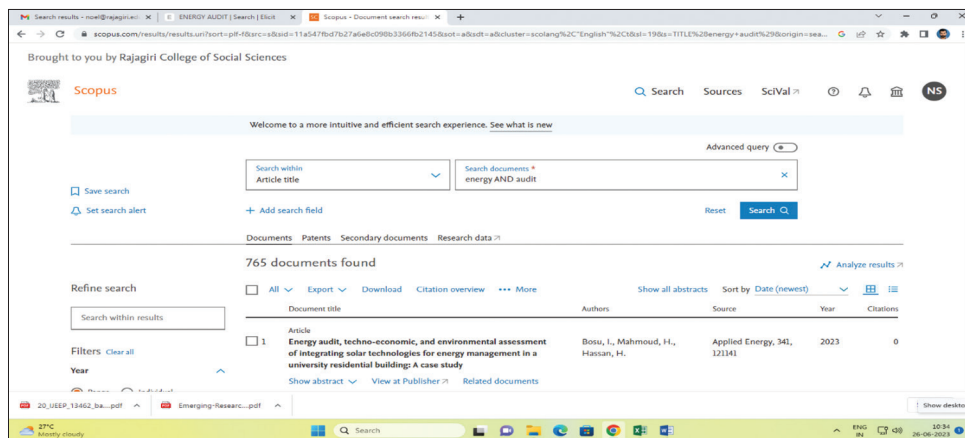 Search results - noel@rajagiri.ed
ENERGY AUDIT | Search | Elicit
Scopus - Document search resul
scopus.com/results/results.uri?sort=plf-f&src=s&sid=11a547fbd7b27a6e8c098b3366fb2145&sot=a&sdt=a&cluster=scolang%2C"English"%2Ct&sl=19&s=TITLE%28energy+audit%29&origin=sea...
Brought to you by Rajagiri College of Social Sciences
Scopus
Search Sources SciVal NS
Welcome to a more intuitive and efficient search experience. See what is new
Advanced query
Search within
Article title
Search documents *
energy AND audit
Save search
Set search alert
+ Add search field
Reset Search
Documents Patents Secondary documents Research data
765 documents found
Analyze results
Refine search
Search within results
Filters Clear all
Year
All Export Download Citation overview ••• More Show all abstracts Sort by Date (newest)
Document title Authors Source Year Citations
Article
1 Energy audit, techno-economic, and environmental assessment of integrating solar technologies for energy management in a university residential building: A case study
Bosu, I., Mahmoud, H., Hassan, H.
Applied Energy, 341, 121141
2023 0
Show abstract View at Publisher Related documents
20_UEEP_13462_ba....pdf
Emerging-Researc....pdf
Show deskto
27°C
Mostly cloudy
Search
ENG
IN
10:34
26-06-2023